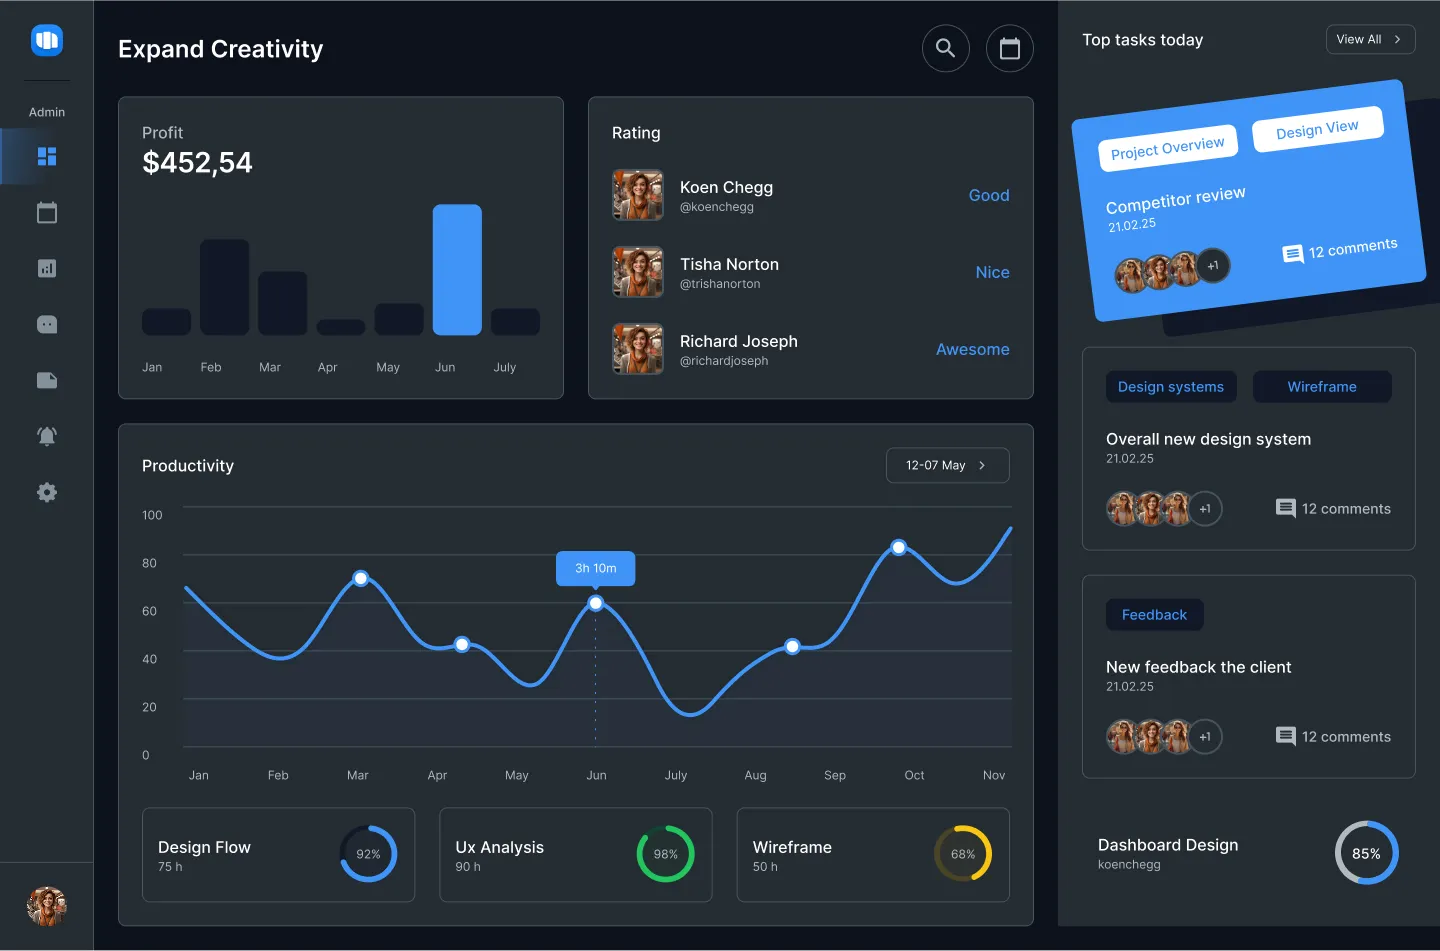 Admin
Expand Creativity
Profit
$452,54
Jan Feb Mar Apr May Jun July
Rating
Koen Chegg
@koenchegg
Good
Tisha Norton
@trishanorton
Nice
Richard Joseph
@richardjoseph
Awesome
Productivity
12-07 May
100
80
60
40
20
0
3h 10m
Jan Feb Mar Apr May Jun July Aug Sep Oct Nov
Design Flow
75 h
92%
Ux Analysis
90 h
98%
Wireframe
50 h
68%
Top tasks today
View All
Project Overview
Design View
Competitor review
21.02.25
+1
12 comments
Design systems
Wireframe
Overall new design system
21.02.25
+1
12 comments
Feedback
New feedback the client
21.02.25
+1
12 comments
Dashboard Design
koenchegg
85%